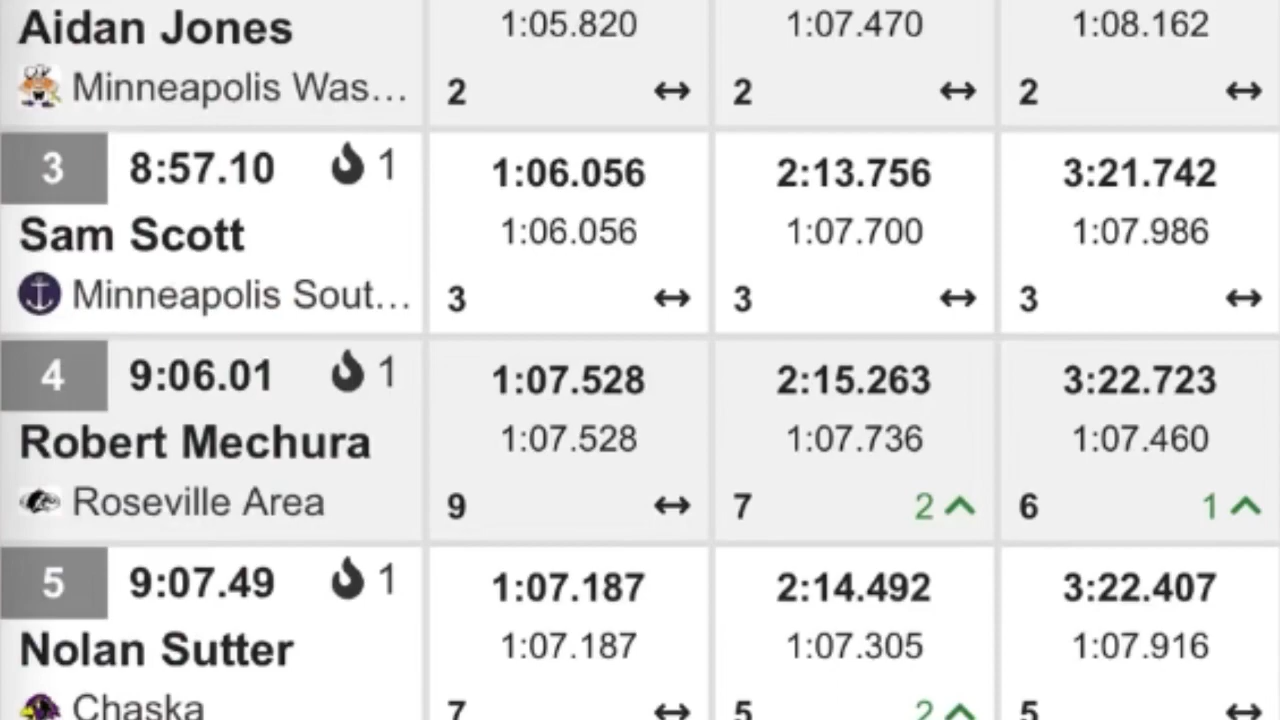 Aidan Jones 1:05.820 1:07.470 1:08.162
Minneapolis Was... 2 ↔ 2 ↔ 2 ↔
3 8:57.10 1 1:06.056 2:13.756 3:21.742
Sam Scott 1:06.056 1:07.700 1:07.986
Minneapolis Sout... 3 ↔ 3 ↔ 3 ↔
4 9:06.01 1 1:07.528 2:15.263 3:22.723
Robert Mechura 1:07.528 1:07.736 1:07.460
Roseville Area 9 ↔ 7 2 6 1
5 9:07.49 1 1:07.187 2:14.492 3:22.407
Nolan Sutter 1:07.187 1:07.305 1:07.916
Chaska 7 ↔ 5 2 5 ↔